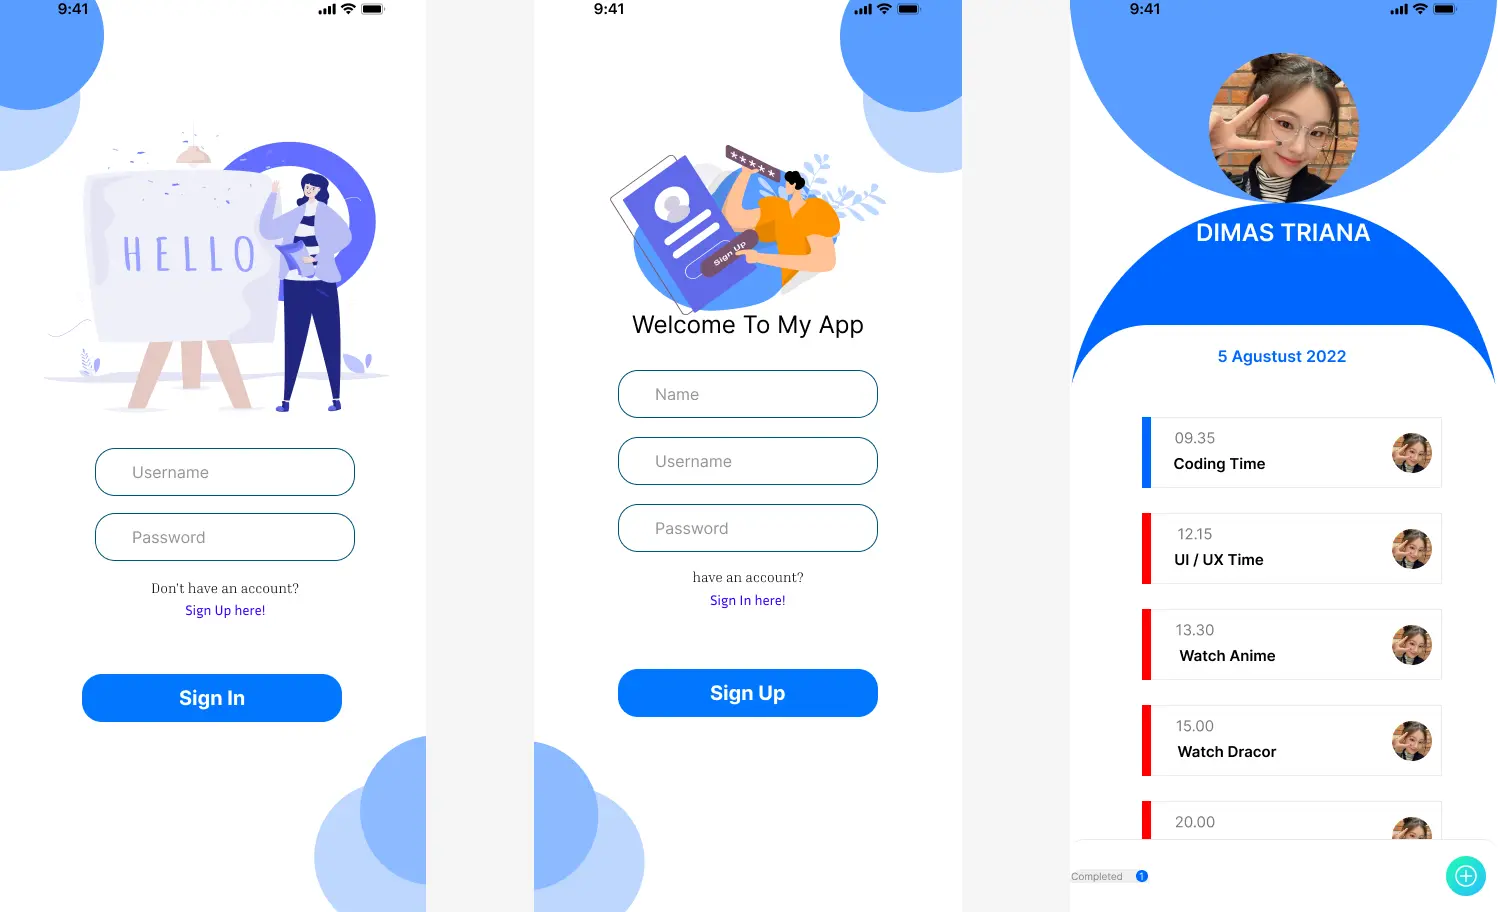 9:41
HELLO
Username
Password
Don't have an account?
Sign Up here!
Sign In
9:41
*****
Sign Up
Welcome To My App
Name
Username
Password
have an account?
Sign In here!
Sign Up
9:41
DIMAS TRIANA
5 Agustust 2022
09.35
Coding Time
12.15
UI / UX Time
13.30
Watch Anime
15.00
Watch Dracor
20.00
Completed 1